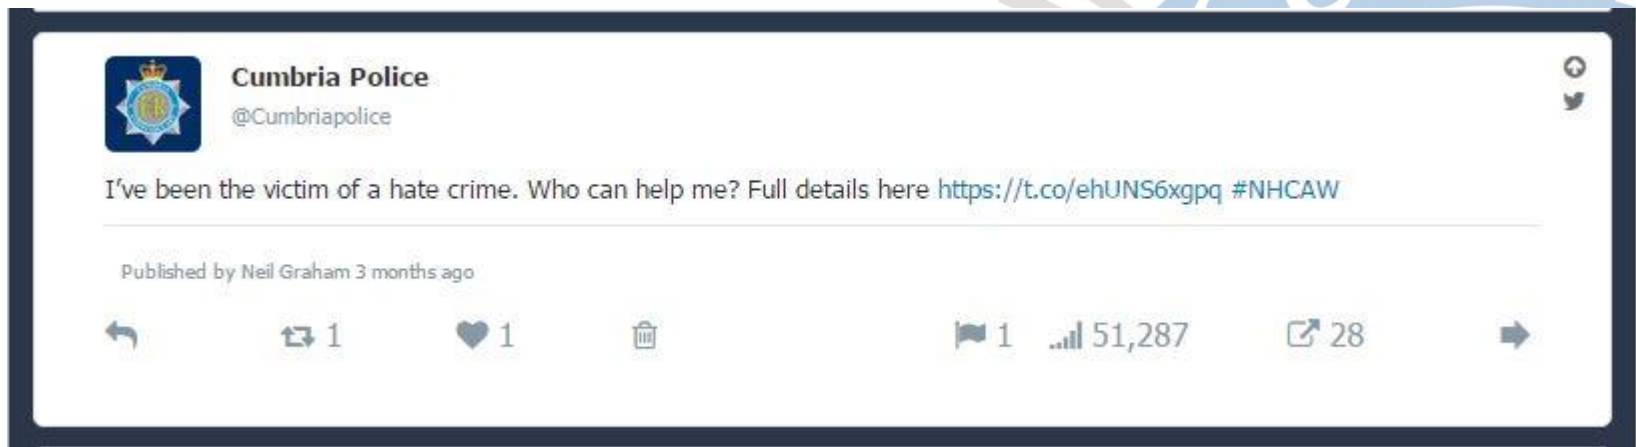 Cumbria Police
@Cumbriapolice
I've been the victim of a hate crime. Who can help me? Full details here https://t.co/ehUNS6xgpq #NHCAW
Published by Neil Graham 3 months ago
1 1 1 51,287 28